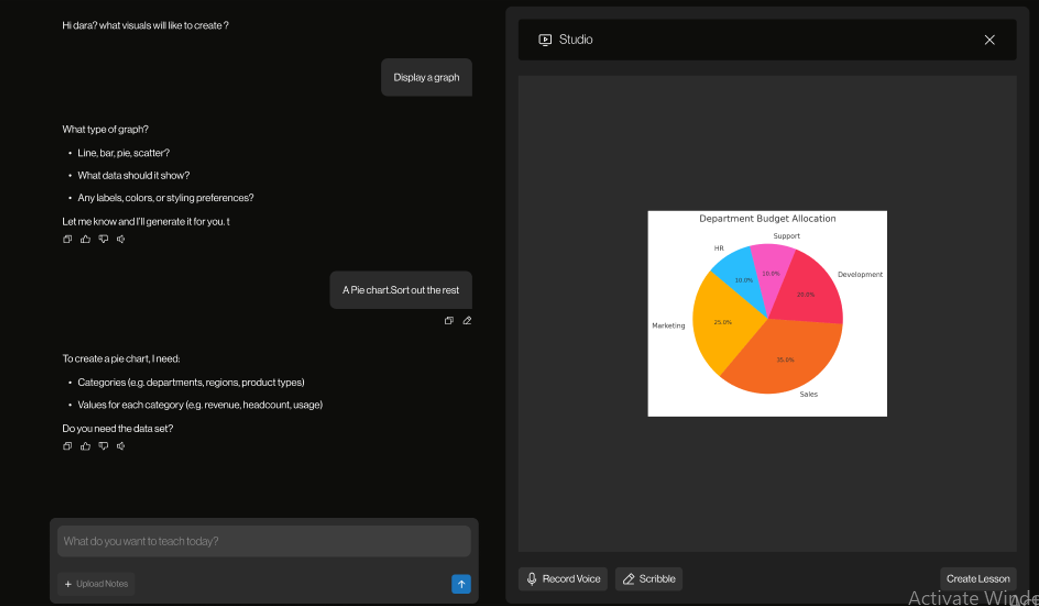 Hi dara? what visuals will like to create ?
Display a graph
What type of graph?
• Line, bar, pie, scatter?
• What data should it show?
• Any labels, colors, or styling preferences?
Let me know and I'll generate it for you. t
A Pie chart.Sort out the rest
To create a pie chart, I need:
• Categories (e.g. departments, regions, product types)
• Values for each category (e.g. revenue, headcount, usage)
Do you need the data set?
What do you want to teach today?
+ Upload Notes
Studio
Department Budget Allocation
Support
HR
Development
10.0%
10.0%
20.0%
Marketing
25.0%
35.0%
Sales
Record Voice
Scribble
Create Lesson
Activate Windo